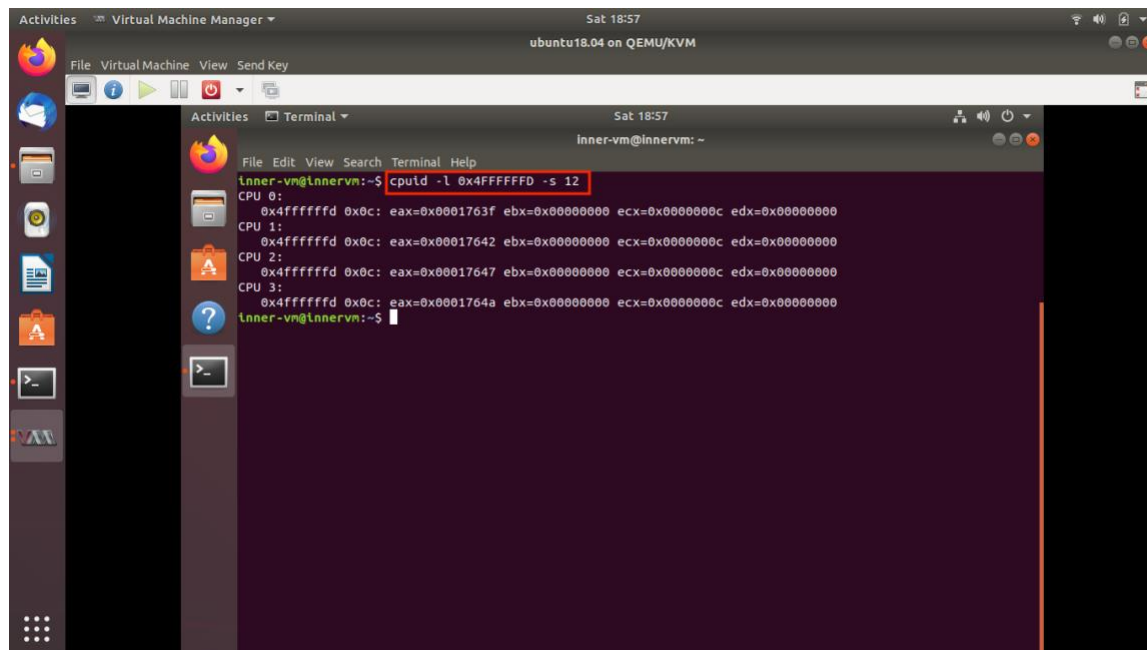 Activities Virtual Machine Manager ▾ Sat 18:57
ubuntu18.04 on QEMU/KVM
File Virtual Machine View Send Key
Activities Terminal ▾ Sat 18:57
inner-vm@innervm: ~
File Edit View Search Terminal Help
inner-vm@innervm:~$ cpuid -l 0x4FFFFFFD -s 12
CPU 0:
0x4ffffffd 0x0c: eax=0x0001763f ebx=0x00000000 ecx=0x0000000c edx=0x00000000
CPU 1:
0x4ffffffd 0x0c: eax=0x00017642 ebx=0x00000000 ecx=0x0000000c edx=0x00000000
CPU 2:
0x4ffffffd 0x0c: eax=0x00017647 ebx=0x00000000 ecx=0x0000000c edx=0x00000000
CPU 3:
0x4ffffffd 0x0c: eax=0x0001764a ebx=0x00000000 ecx=0x0000000c edx=0x00000000
inner-vm@innervm:~$